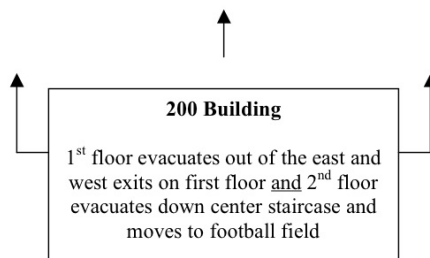 200 Building
1st floor evacuates out of the east and
west exits on first floor and 2nd floor
evacuates down center staircase and
moves to football field